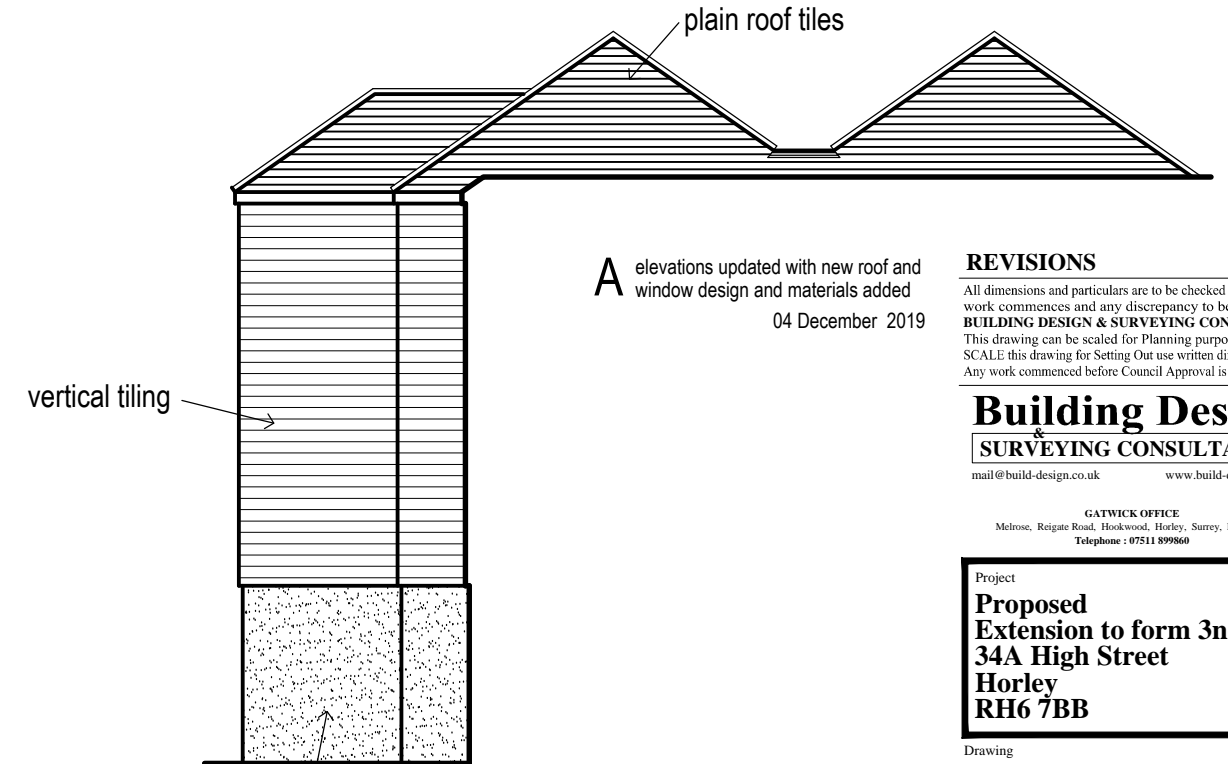 plain roof tiles
vertical tiling
A
elevations updated with new roof and
window design and materials added
04 December 2019
REVISIONS
All dimensions and particulars are to be checked
work commences and any discrepancy to be
BUILDING DESIGN & SURVEYING CON
This drawing can be scaled for Planning purpo
SCALE this drawing for Setting Out use written di
Any work commenced before Council Approval is
Building Des
&
SURVEYING CONSULTA
mail@build-design.co.uk www.build-
GATWICK OFFICE
Melrose, Reigate Road, Hookwood, Horley, Surrey,
Telephone : 07511 899860
Project
Proposed
Extension to form 3n
34A High Street
Horley
RH6 7BB
Drawing